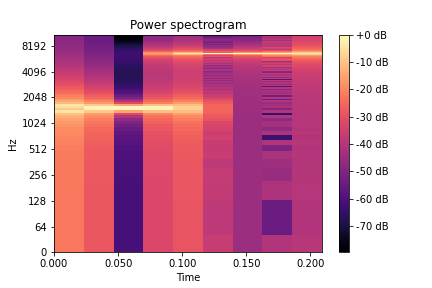 Power spectrogram
Hz
8192
4096
2048
1024
512
256
128
64
0
0.000
0.050
0.100
0.150
0.200
Time
+0 dB
-10 dB
-20 dB
-30 dB
-40 dB
-50 dB
-60 dB
-70 dB